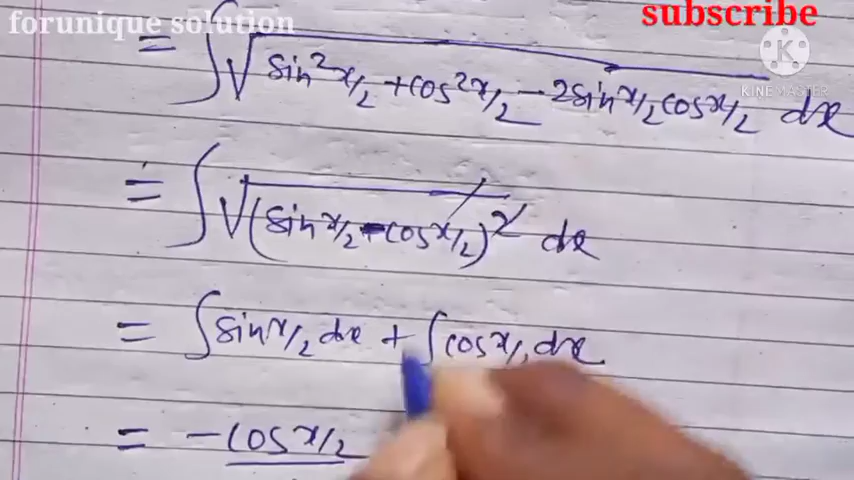 forunique solution
subscribe
K
KINEMASTER
= ∫√sin²x/2 + cos²x/2 - 2sinx/2 cosx/2 dx
= ∫√(sinx/2 - cosx/2)² dx
= ∫sinx/2 dx + ∫cosx/ dx
= -cosx/2